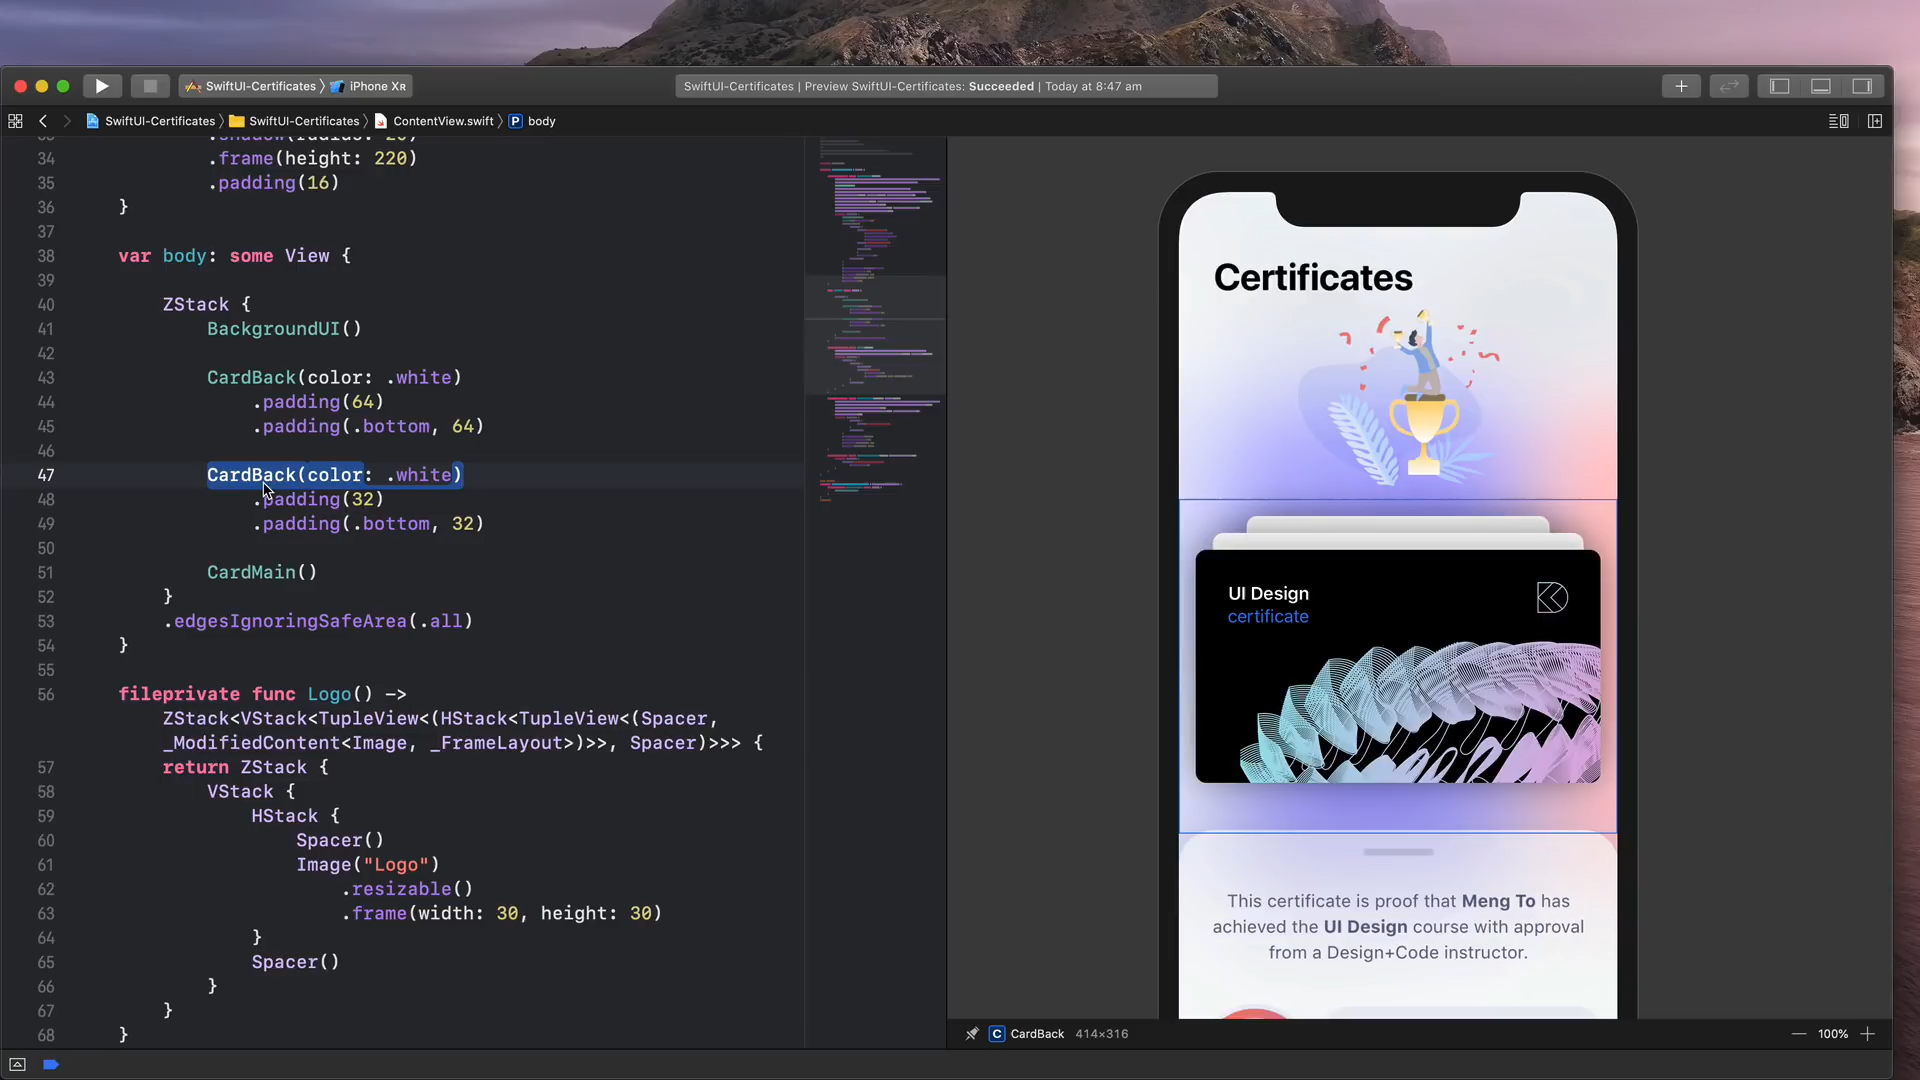 SwiftUI-Certificates
iPhone XR
SwiftUI-Certificates | Preview SwiftUI-Certificates: Succeeded | Today at 8:47 am
SwiftUI-Certificates
SwiftUI-Certificates
ContentView.swift
P body
34 .frame(height: 220)
35 .padding(16)
36 }
37
38 var body: some View {
39
40 ZStack {
41 BackgroundUI()
42
43 CardBack(color: .white)
44 .padding(64)
45 .padding(.bottom, 64)
46
47 CardBack(color: .white)
48 .padding(32)
49 .padding(.bottom, 32)
50
51 CardMain()
52 }
53 .edgesIgnoringSafeArea(.all)
54 }
55
56 fileprivate func Logo() ->
ZStack<VStack<TupleView<(HStack<TupleView<(Spacer,
_ModifiedContent<Image, _FrameLayout>)>>, Spacer)>>> {
57 return ZStack {
58 VStack {
59 HStack {
60 Spacer()
61 Image("Logo")
62 .resizable()
63 .frame(width: 30, height: 30)
64 }
65 Spacer()
66 }
67 }
68 }
Certificates
UI Design
certificate
This certificate is proof that Meng To has
achieved the UI Design course with approval
from a Design+Code instructor.
C CardBack 414×316
100%